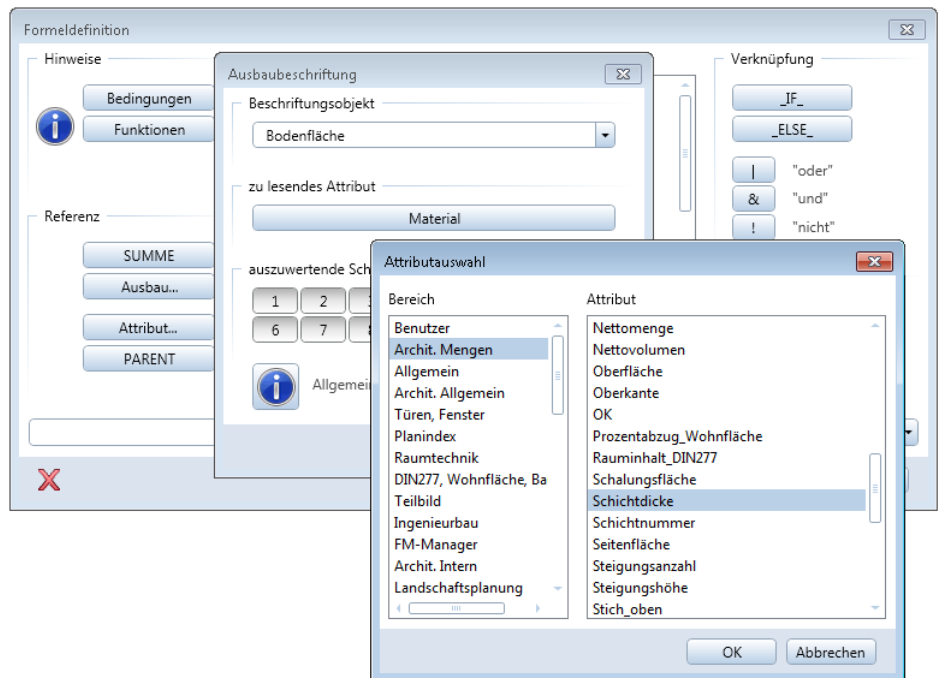 Formeldefinition
Hinweise
Bedingungen
Funktionen
Referenz
SUMME
Ausbau...
Attribut...
PARENT
Ausbaubeschriftung
Beschriftungsobjekt
Bodenfläche
zu lesendes Attribut
Material
auszuwertende Sch
1 2
6 7
Verknüpfung
_IF_
_ELSE_
| "oder"
& "und"
! "nicht"
Attributauswahl
Bereich
Benutzer
Archit. Mengen
Allgemein
Archit. Allgemein
Türen, Fenster
Planindex
Raumtechnik
DIN277, Wohnfläche, Ba
Teilbild
Ingenieurbau
FM-Manager
Archit. Intern
Landschaftsplanung
Attribut
Nettomenge
Nettovolumen
Oberfläche
Oberkante
OK
Prozentabzug_Wohnfläche
Rauminhalt_DIN277
Schalungsfläche
Schichtdicke
Schichtnummer
Seitenfläche
Steigungsanzahl
Steigungshöhe
Stich_oben
OK
Abbrechen